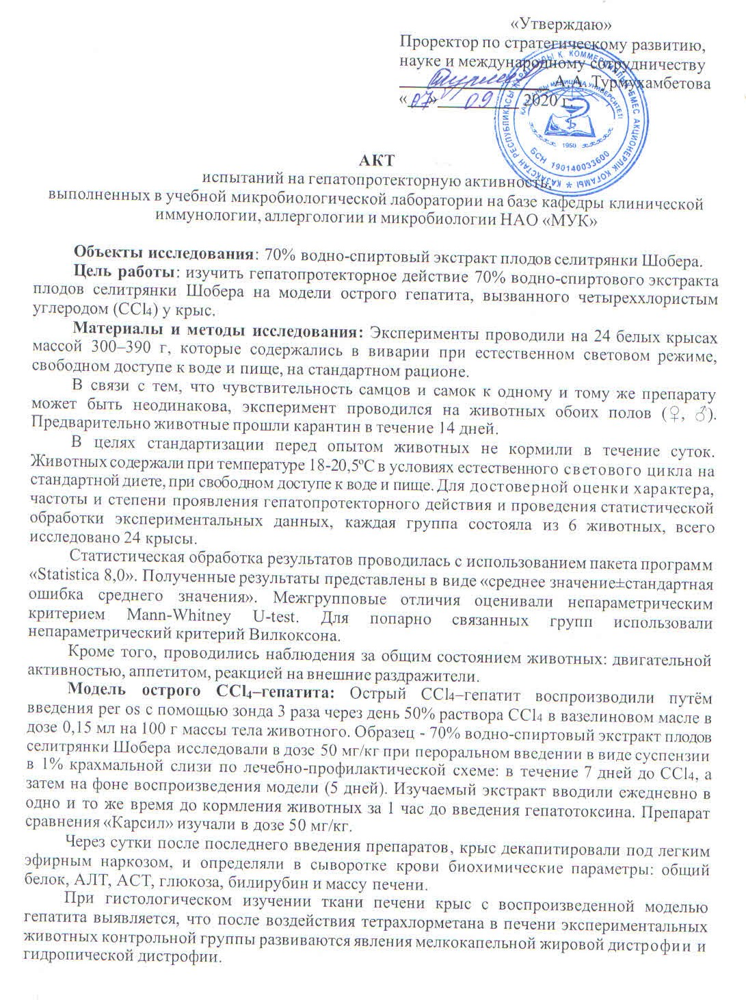 «Утверждаю»
Проректор по стратегическому развитию,
науке и международному сотрудничеству
А.А. Турмухамбетова
«07» 09 2020 г.
ҚАЗАҚСТАН РЕСПУБЛИКАСЫ ҚАРАҒАНДЫ Қ. КОММЕРЦИЯЛЫҚ ЕМЕС АКЦИОНЕРЛІК ҚОҒАМЫ
ҚАРАҒАНДЫ МЕДИЦИНА УНИВЕРСИТЕТІ
1950
БСН 190140033600
АКТ
испытаний на гепатопротекторную активность,
выполненных в учебной микробиологической лаборатории на базе кафедры клинической
иммунологии, аллергологии и микробиологии НАО «МУК»
Объекты исследования: 70% водно-спиртовый экстракт плодов селитрянки Шобера.
Цель работы: изучить гепатопротекторное действие 70% водно-спиртового экстракта
плодов селитрянки Шобера на модели острого гепатита, вызванного четыреххлористым
углеродом (CCl₄) у крыс.
Материалы и методы исследования: Эксперименты проводили на 24 белых крысах
массой 300–390 г, которые содержались в виварии при естественном световом режиме,
свободном доступе к воде и пище, на стандартном рационе.
В связи с тем, что чувствительность самцов и самок к одному и тому же препарату
может быть неодинакова, эксперимент проводился на животных обоих полов (♀, ♂).
Предварительно животные прошли карантин в течение 14 дней.
В целях стандартизации перед опытом животных не кормили в течение суток.
Животных содержали при температуре 18-20,5ºС в условиях естественного светового цикла на
стандартной диете, при свободном доступе к воде и пище. Для достоверной оценки характера,
частоты и степени проявления гепатопротекторного действия и проведения статистической
обработки экспериментальных данных, каждая группа состояла из 6 животных, всего
исследовано 24 крысы.
Статистическая обработка результатов проводилась с использованием пакета программ
«Statistica 8,0». Полученные результаты представлены в виде «среднее значение±стандартная
ошибка среднего значения». Межгрупповые отличия оценивали непараметрическим
критерием Mann-Whitney U-test. Для попарно связанных групп использовали
непараметрический критерий Вилкоксона.
Кроме того, проводились наблюдения за общим состоянием животных: двигательной
активностью, аппетитом, реакцией на внешние раздражители.
Модель острого CCl₄–гепатита: Острый CCl₄–гепатит воспроизводили путём
введения per os с помощью зонда 3 раза через день 50% раствора CCl₄ в вазелиновом масле в
дозе 0,15 мл на 100 г массы тела животного. Образец - 70% водно-спиртовый экстракт плодов
селитрянки Шобера исследовали в дозе 50 мг/кг при пероральном введении в виде суспензии
в 1% крахмальной слизи по лечебно-профилактической схеме: в течение 7 дней до CCl₄, а
затем на фоне воспроизведения модели (5 дней). Изучаемый экстракт вводили ежедневно в
одно и то же время до кормления животных за 1 час до введения гепатотоксина. Препарат
сравнения «Карсил» изучали в дозе 50 мг/кг.
Через сутки после последнего введения препаратов, крыс декапитировали под легким
эфирным наркозом, и определяли в сыворотке крови биохимические параметры: общий
белок, АЛТ, АСТ, глюкоза, билирубин и массу печени.
При гистологическом изучении ткани печени крыс с воспроизведенной моделью
гепатита выявляется, что после воздействия тетрахлорметана в печени экспериментальных
животных контрольной группы развиваются явления мелкокапельной жировой дистрофии и
гидропической дистрофии.